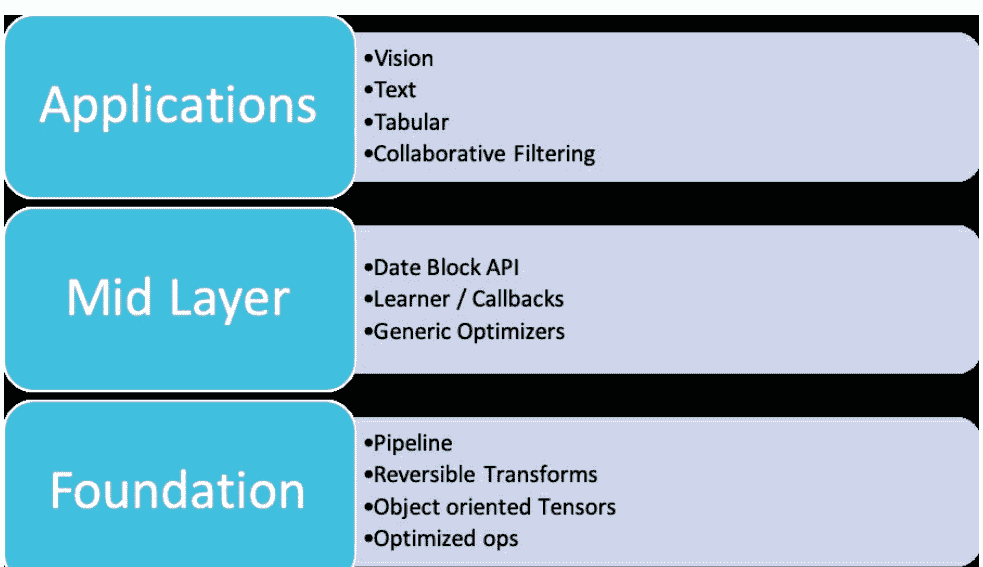 Applications
•Vision
•Text
•Tabular
•Collaborative Filtering
Mid Layer
•Date Block API
•Learner / Callbacks
•Generic Optimizers
Foundation
•Pipeline
•Reversible Transforms
•Object oriented Tensors
•Optimized ops